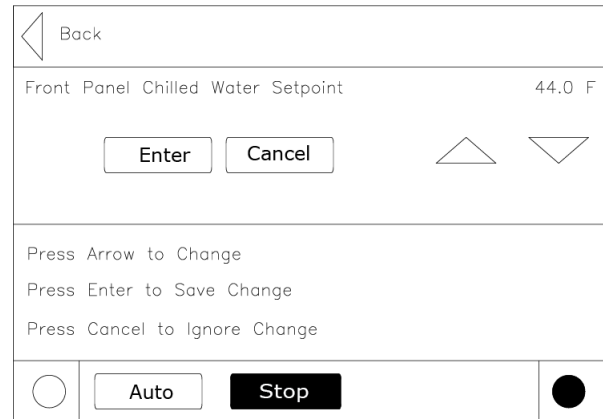 Back
Front Panel Chilled Water Setpoint 44.0 F
Enter Cancel
Press Arrow to Change
Press Enter to Save Change
Press Cancel to Ignore Change
Auto Stop